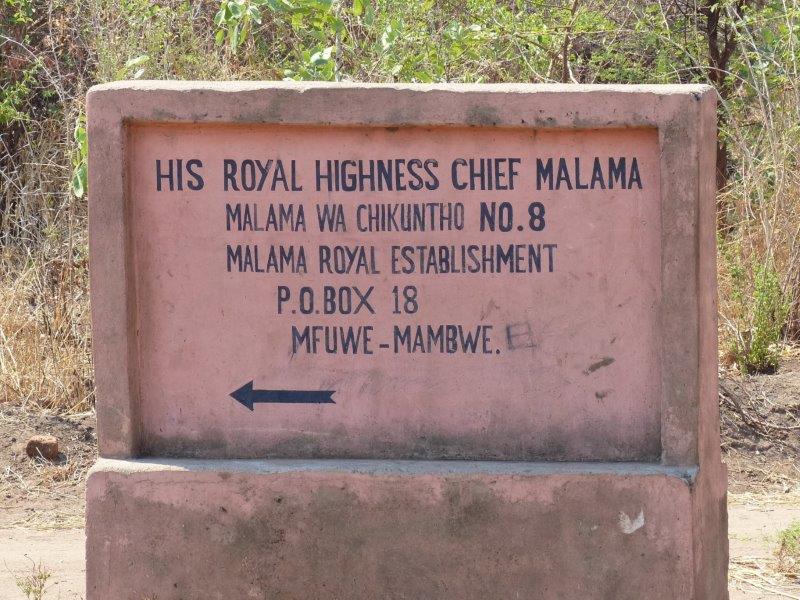 HIS ROYAL HIGHNESS CHIEF MALAMA
MALAMA WA CHIKUNTHO NO.8
MALAMA ROYAL ESTABLISHMENT
P.O.BOX 18
MFUWE-MAMBWE.